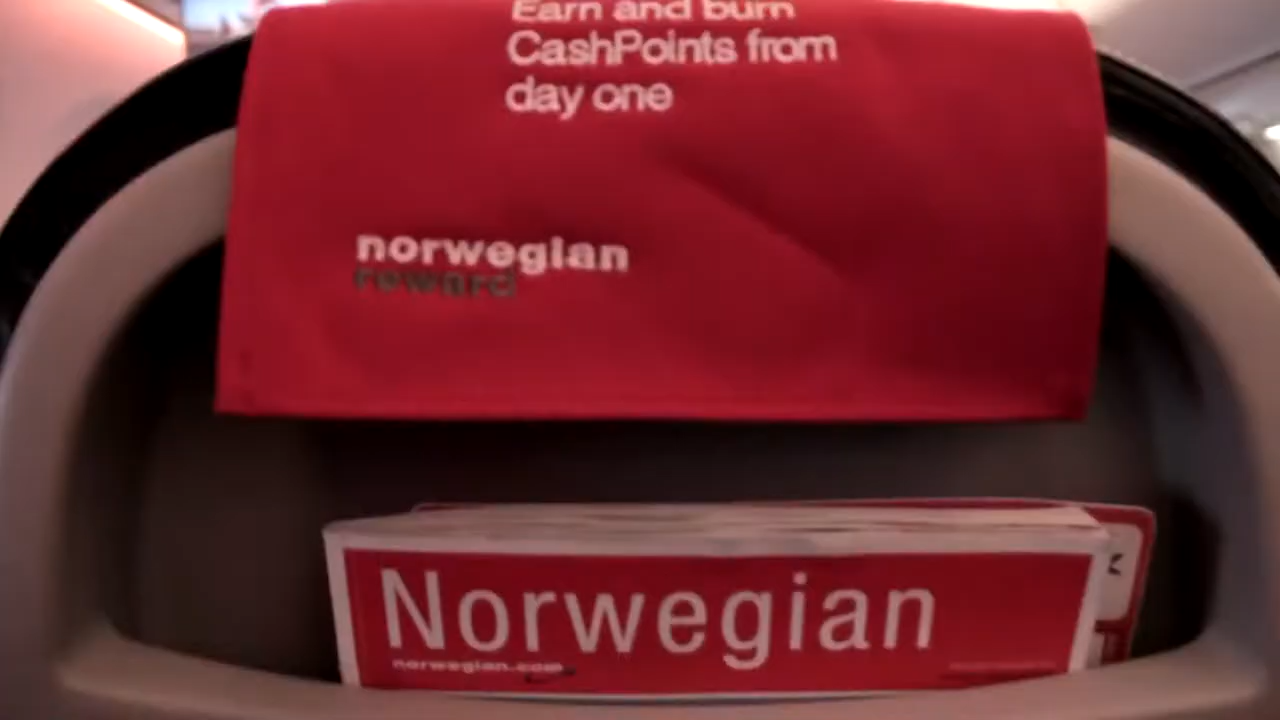 Earn and burn
CashPoints from
day one
norwegian
reward
Norwegian
norwegian.com